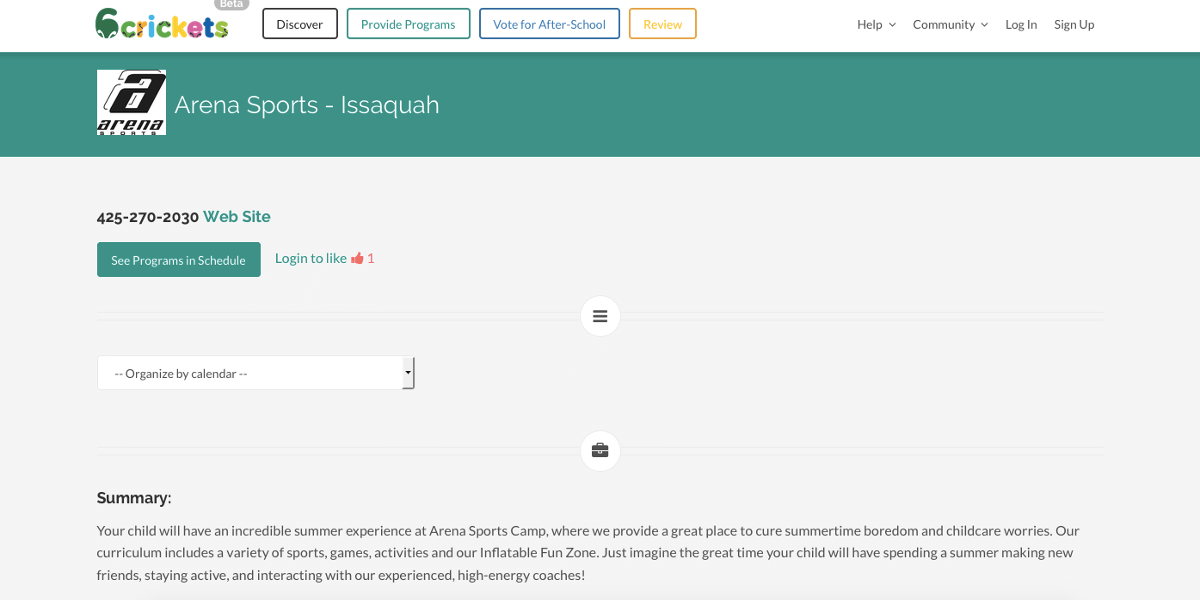 Beta
6crickets
Discover
Provide Programs
Vote for After-School
Review
Help
Community
Log In
Sign Up
arena
SPORTS
Arena Sports - Issaquah
425-270-2030 Web Site
See Programs in Schedule
Login to like 1
-- Organize by calendar --
Summary:
Your child will have an incredible summer experience at Arena Sports Camp, where we provide a great place to cure summertime boredom and childcare worries. Our
curriculum includes a variety of sports, games, activities and our Inflatable Fun Zone. Just imagine the great time your child will have spending a summer making new
friends, staying active, and interacting with our experienced, high-energy coaches!